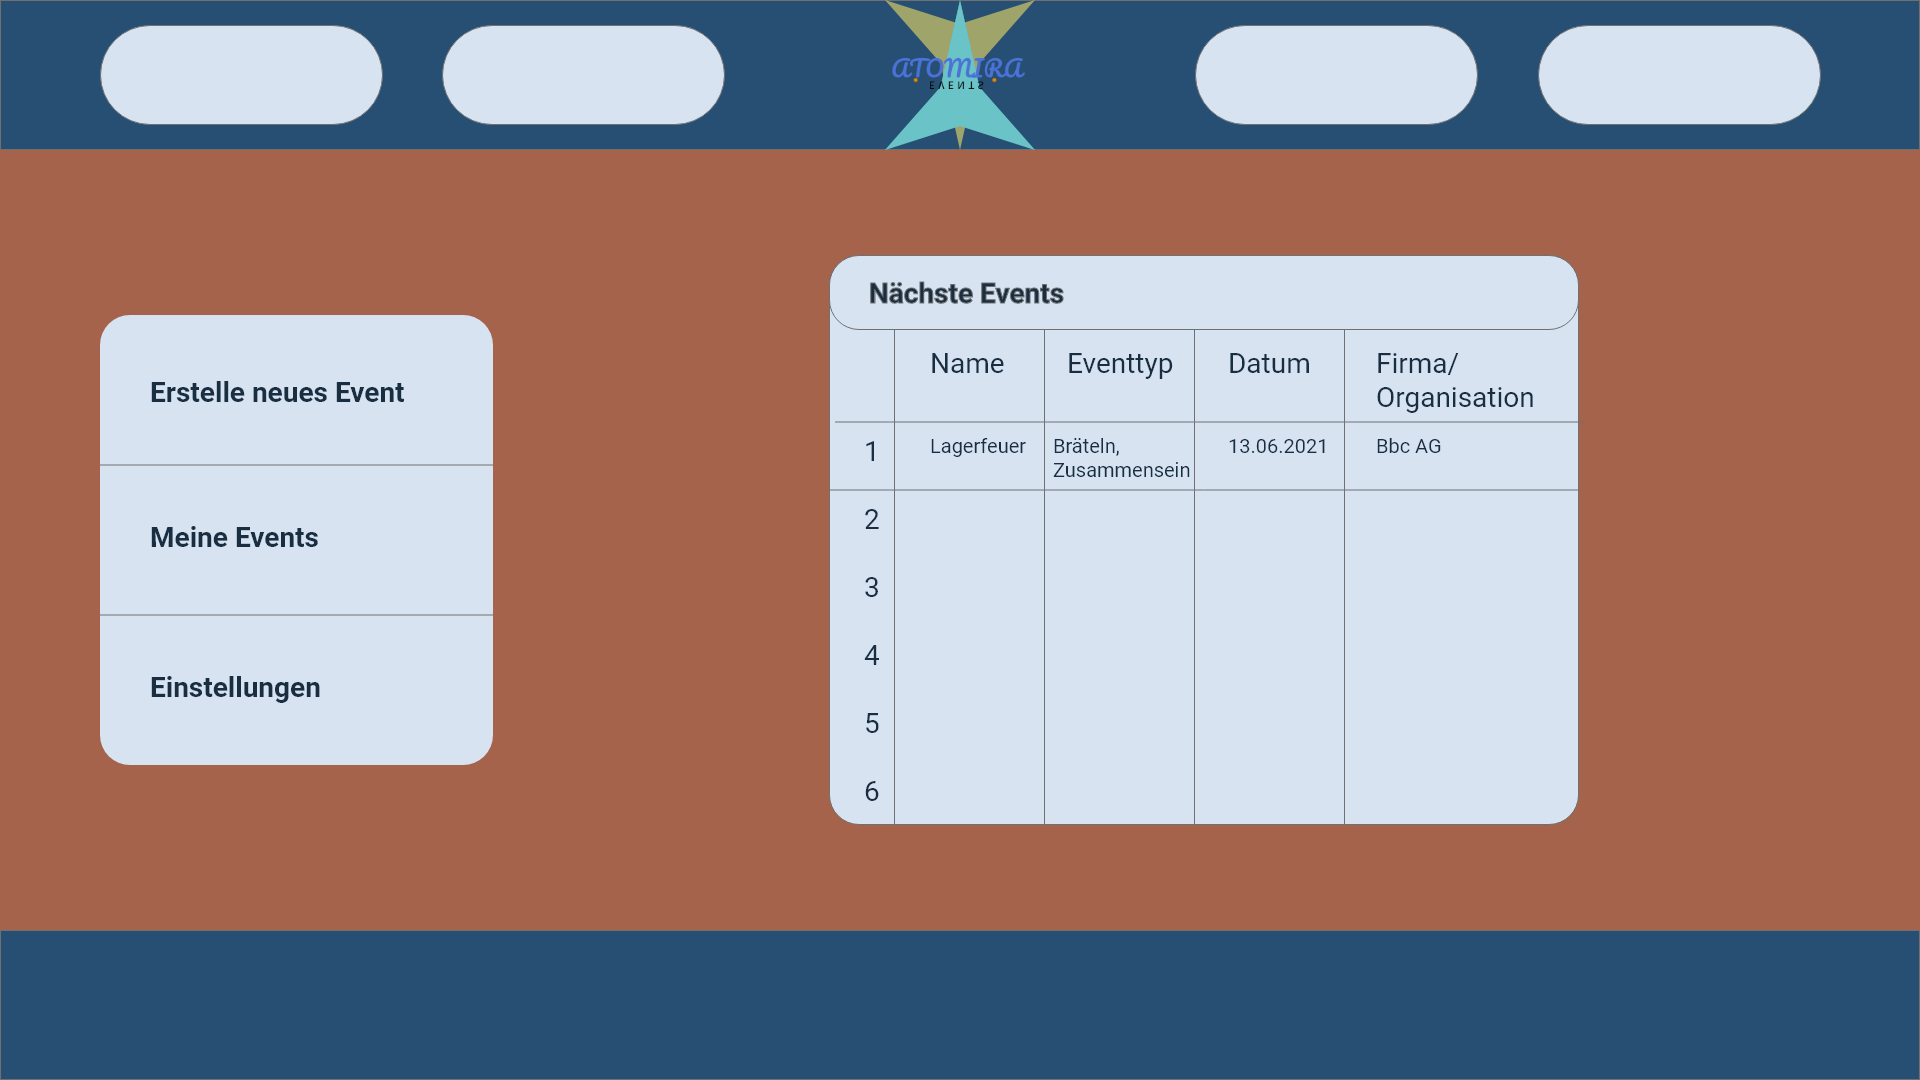 ATOMIRA
EVENTS
Nächste Events
Name Eventtyp Datum Firma/
Organisation
1 Lagerfeuer Bräteln, 13.06.2021 Bbc AG
Zusammensein
2
3
4
5
6
Erstelle neues Event
Meine Events
Einstellungen